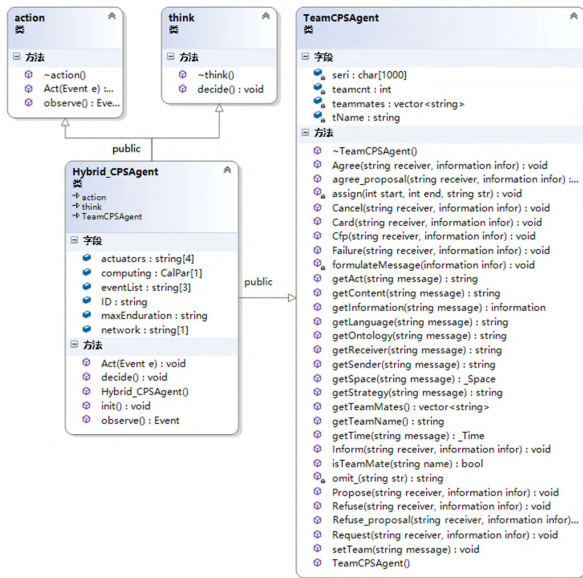 action
类
方法
~action()
Act(Event e) :...
observe() : Eve...
think
类
方法
~think()
decide() : void
public
Hybrid_CPSAgent
类
action
think
TeamCPSAgent
字段
actuators : string[4]
computing : CalPar[1]
eventList : string[3]
ID : string
maxEnduration : string
network : string[1]
方法
Act(Event e) : void
decide() : void
Hybrid_CPSAgent()
init() : void
observe() : Event
public
TeamCPSAgent
类
字段
seri : char[1000]
teamcnt : int
teammates : vector<string>
tName : string
方法
~TeamCPSAgent()
Agree(string receiver, information infor) : void
agree_proposal(string receiver, information infor) :...
assign(int start, int end, string str) : void
Cancel(string receiver, information infor) : void
Card(string receiver, information infor) : void
Cfp(string receiver, information infor) : void
Failure(string receiver, information infor) : void
formulateMessage(information infor) : void
getAct(string message) : string
getContent(string message) : string
getInformation(string message) : information
getLanguage(string message) : string
getOntology(string message) : string
getReceiver(string message) : string
getSender(string message) : string
getSpace(string message) : _Space
getStrategy(string message) : string
getTeamMates() : vector<string>
getTeamName() : string
getTime(string message) : _Time
Inform(string receiver, information infor) : void
isTeamMate(string name) : bool
omit_(string str) : string
Propose(string receiver, information infor) : void
Refuse(string receiver, information infor) : void
Refuse_proposal(string receiver, information infor)...
Request(string receiver, information infor) : void
setTeam(string message) : void
TeamCPSAgent()